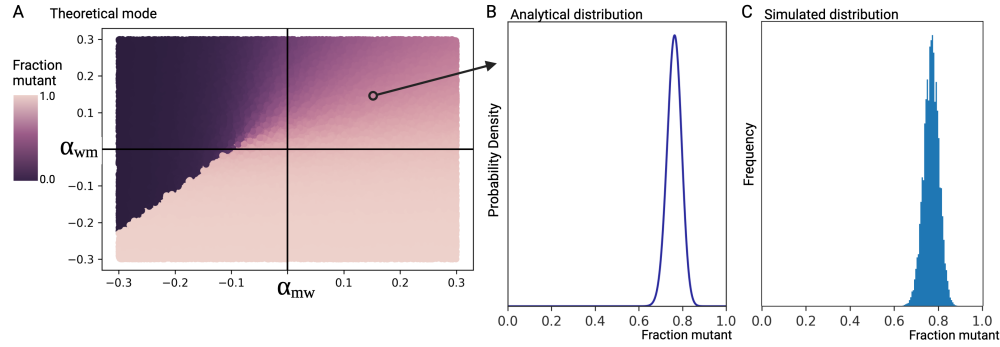 A
Theoretical mode
Fraction
mutant
1.0
0.0
0.3
0.2
0.1
αwm
−0.1
−0.2
−0.3
−0.3
−0.2
−0.1
αmw
0.1
0.2
0.3
B
Analytical distribution
Probability Density
0.0
0.2
0.4
0.6
0.8
1.0
Fraction mutant
C
Simulated distribution
Frequency
0.0
0.2
0.4
0.6
0.8
1.0
Fraction mutant